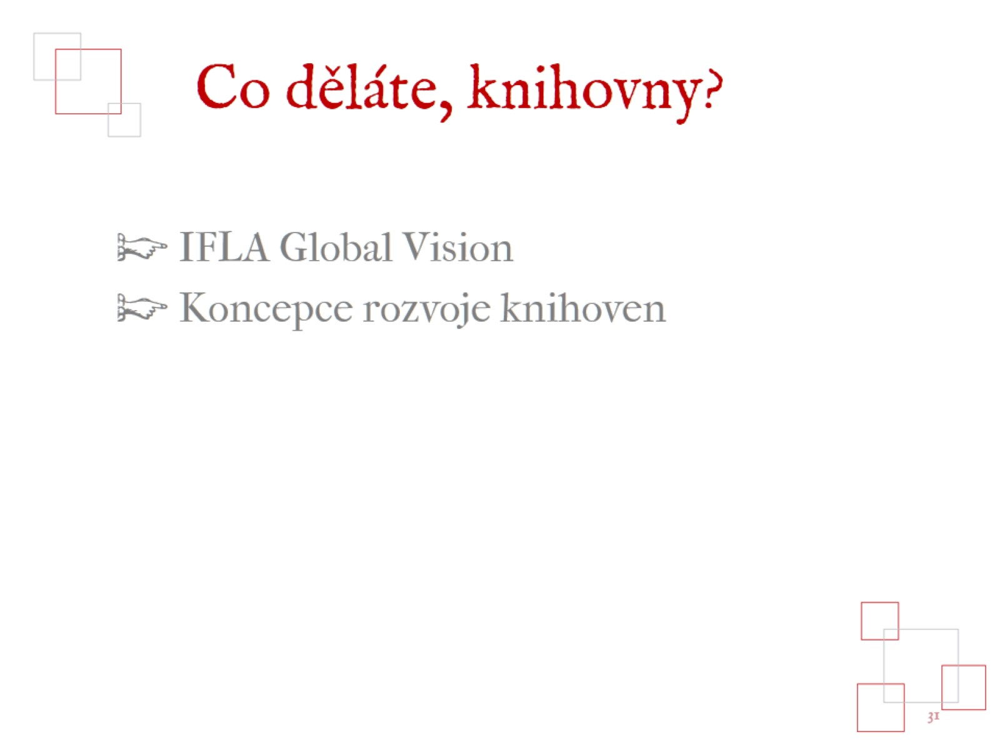 Co děláte, knihovny?
☞ IFLA Global Vision
☞ Koncepce rozvoje knihoven
31